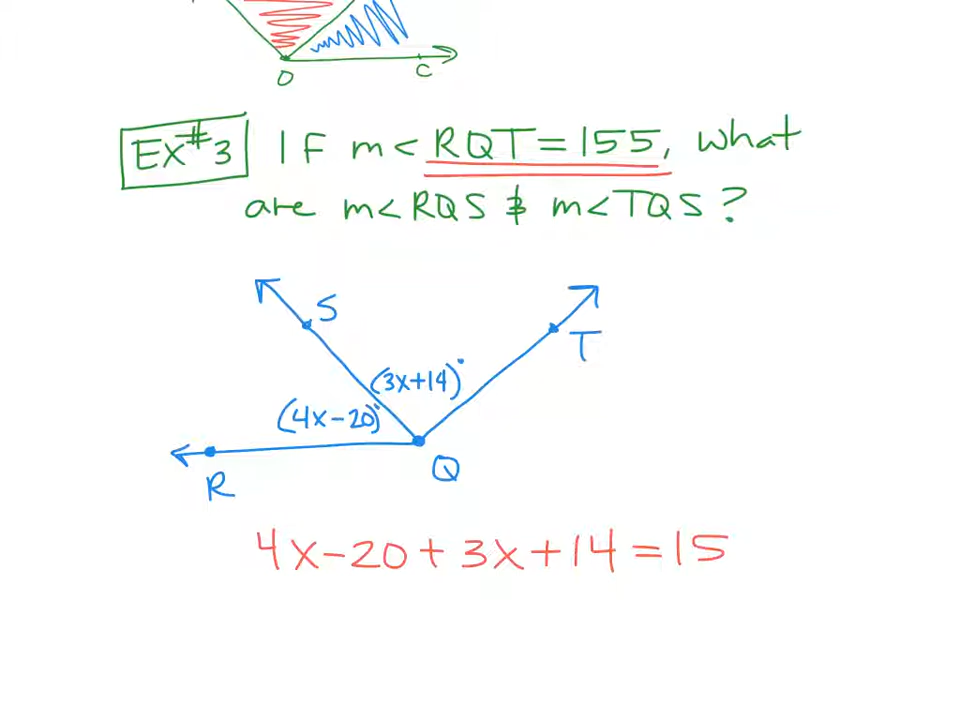 O
C
Ex#3 IF m<RQT=155, what
are m<RQS & m<TQS?
S
T
(3x+14)°
(4x-20)°
R
Q
4x-20+3x+14=15